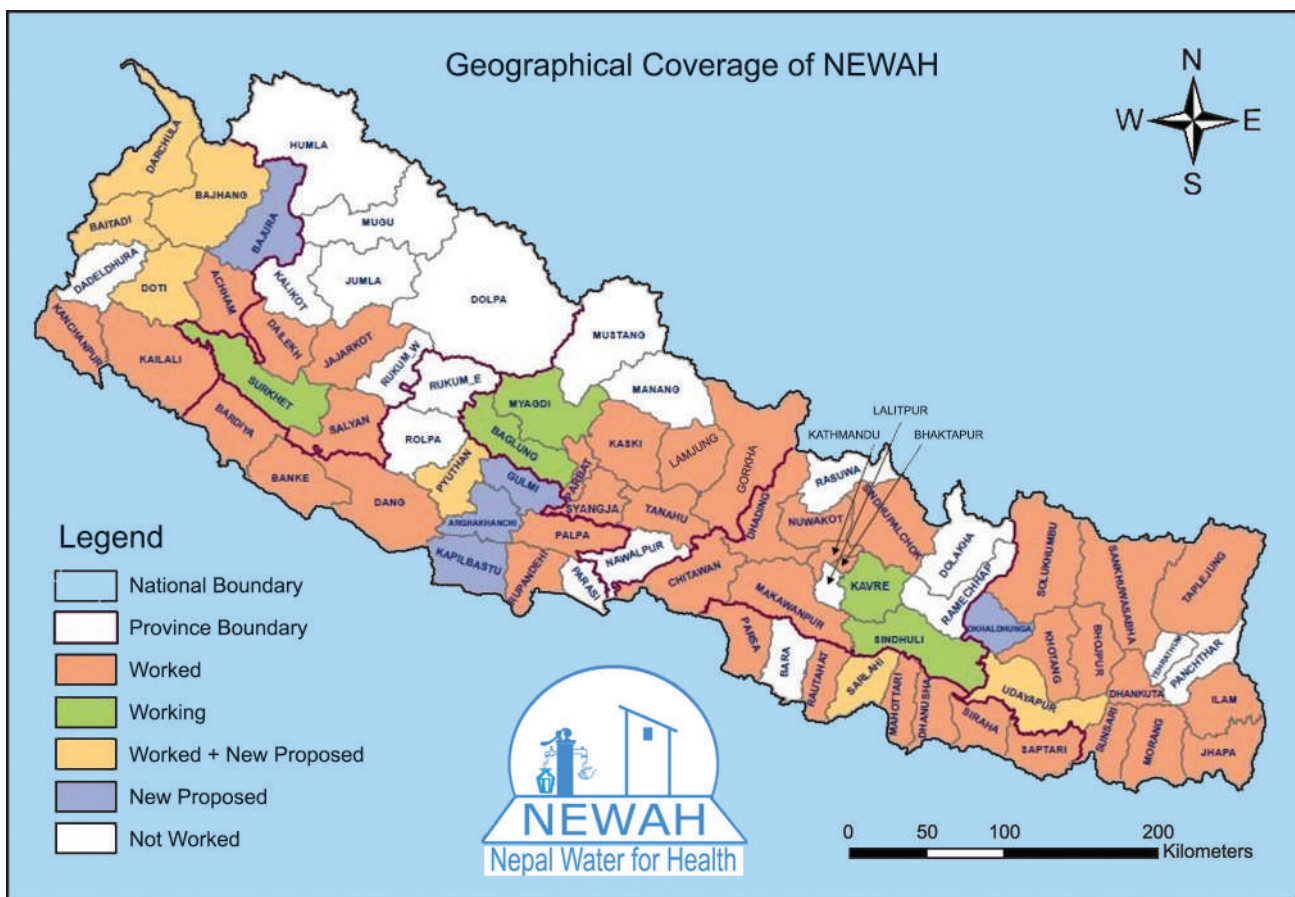 Geographical Coverage of NEWAH
N
W
E
S
DARCHULA
HUMLA
BAJHANG
BAITADI
BAJURA
MUGU
DADELDHURA
DOTI
ACHHAM
KALIKOT
JUMLA
DOLPA
KANCHANPUR
KAILALI
DAILEKH
JAJARKOT
RUKUM_W
RUKUM_E
MUSTANG
MANANG
SURKHET
SALYAN
ROLPA
MYAGDI
BAGLUNG
BARDIYA
BANKE
DANG
PYUTHAN
GULMI
PARBAT
KASKI
LAMJUNG
GORKHA
SYANGJA
TANAHU
ARGHAKHANCHI
PALPA
KAPILBASTU
RUPANDEHI
PARASI
NAWALPUR
DHADING
LALITPUR
KATHMANDU
BHAKTAPUR
RASUWA
NUWAKOT
SINDHUPALCHOK
CHITAWAN
MAKAWANPUR
KAVRE
DOLAKHA
RAMECHHAP
SINDHULI
PARSA
BARA
RAUTAHAT
SARLAHI
MAHOTTARI
DHANUSHA
SIRAHA
SAPTARI
SOLUKHUMBU
SANKHUWASABHA
TAPLEJUNG
OKHALDHUNGA
KHOTANG
BHOJPUR
TEHRATHUM
PANCHTHAR
UDAYAPUR
DHANKUTA
ILAM
SUNSARI
MORANG
JHAPA
Legend
National Boundary
Province Boundary
Worked
Working
Worked + New Proposed
New Proposed
Not Worked
NEWAH
Nepal Water for Health
0 50 100 200
Kilometers